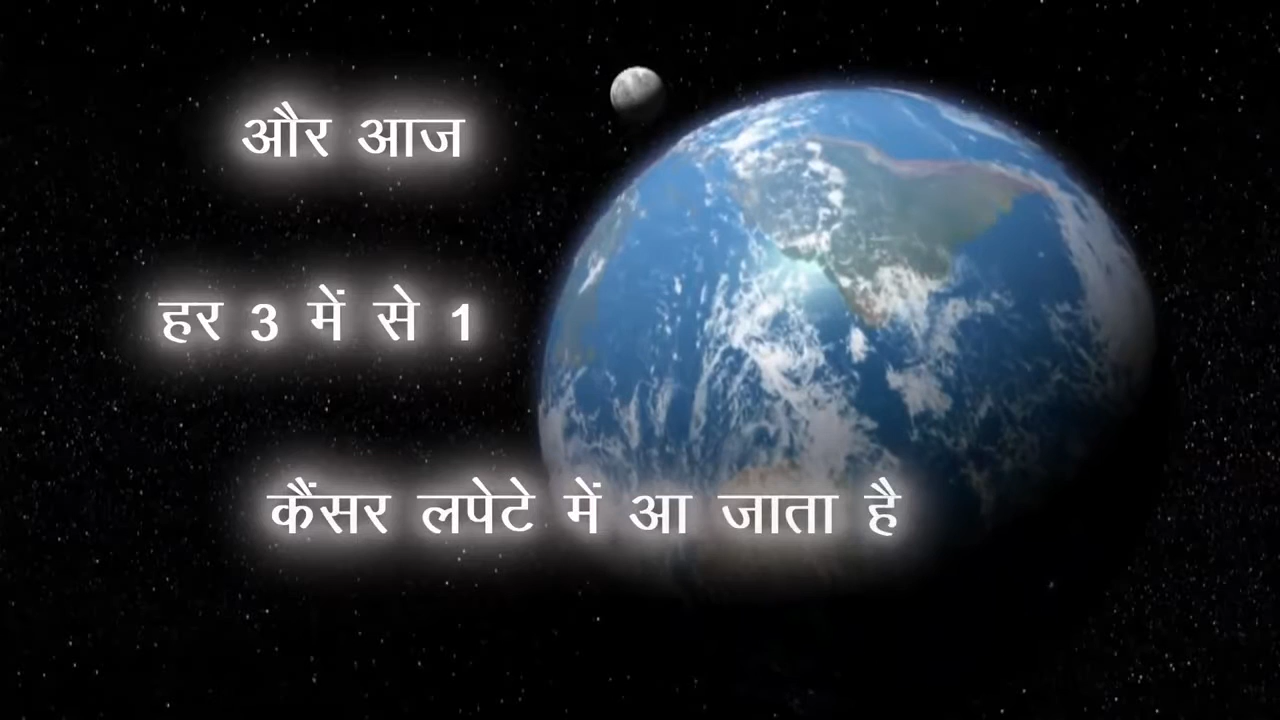 और आज
हर 3 में से 1
कैंसर लपेटे में आ जाता है